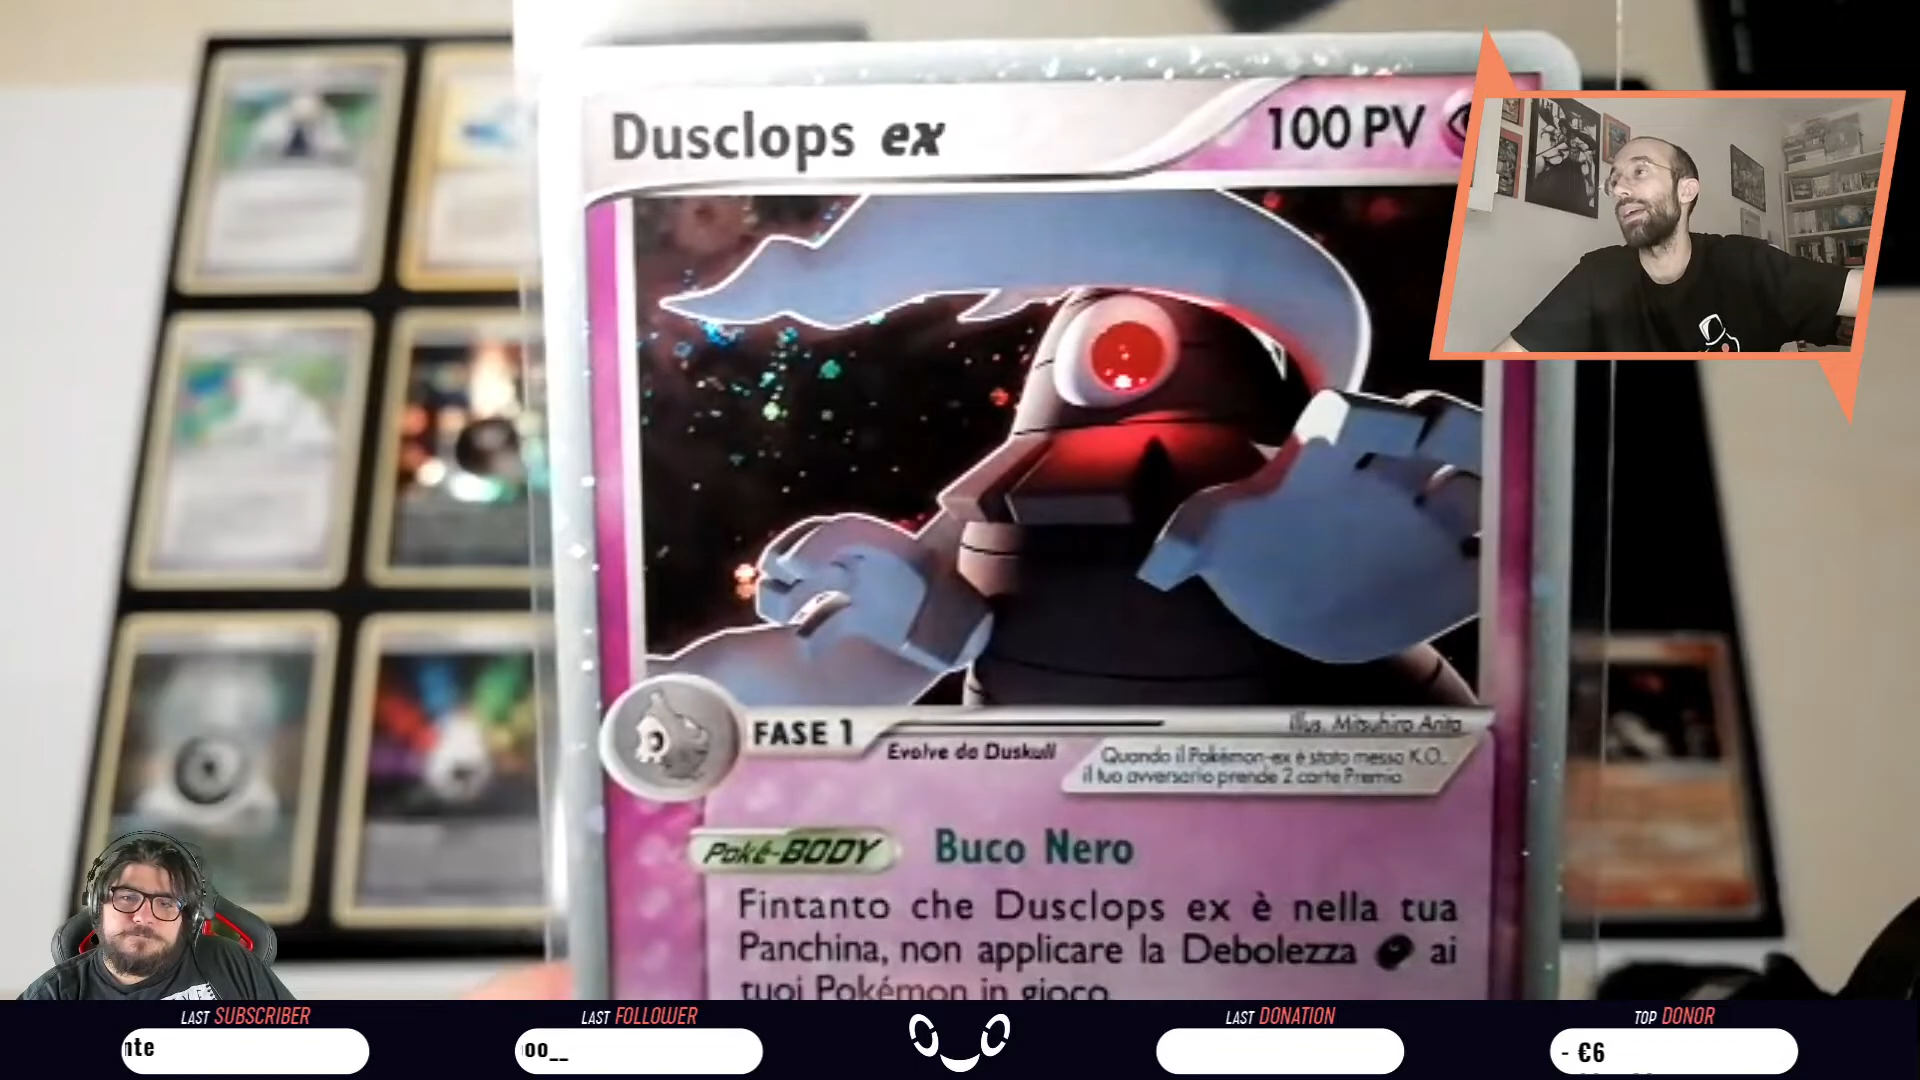 Dusclops ex
100 PV
FASE 1
Evolve da Duskull
Illus. Mitsuhiro Arita
Quando il Pokémon-ex è stato messo K.O.,
il tuo avversario prende 2 carte Premio.
Poké-BODY
Buco Nero
Fintanto che Dusclops ex è nella tua
Panchina, non applicare la Debolezza ai
tuoi Pokémon in gioco.
LAST SUBSCRIBER
LAST FOLLOWER
LAST DONATION
TOP DONOR
nte
oo__
- €6